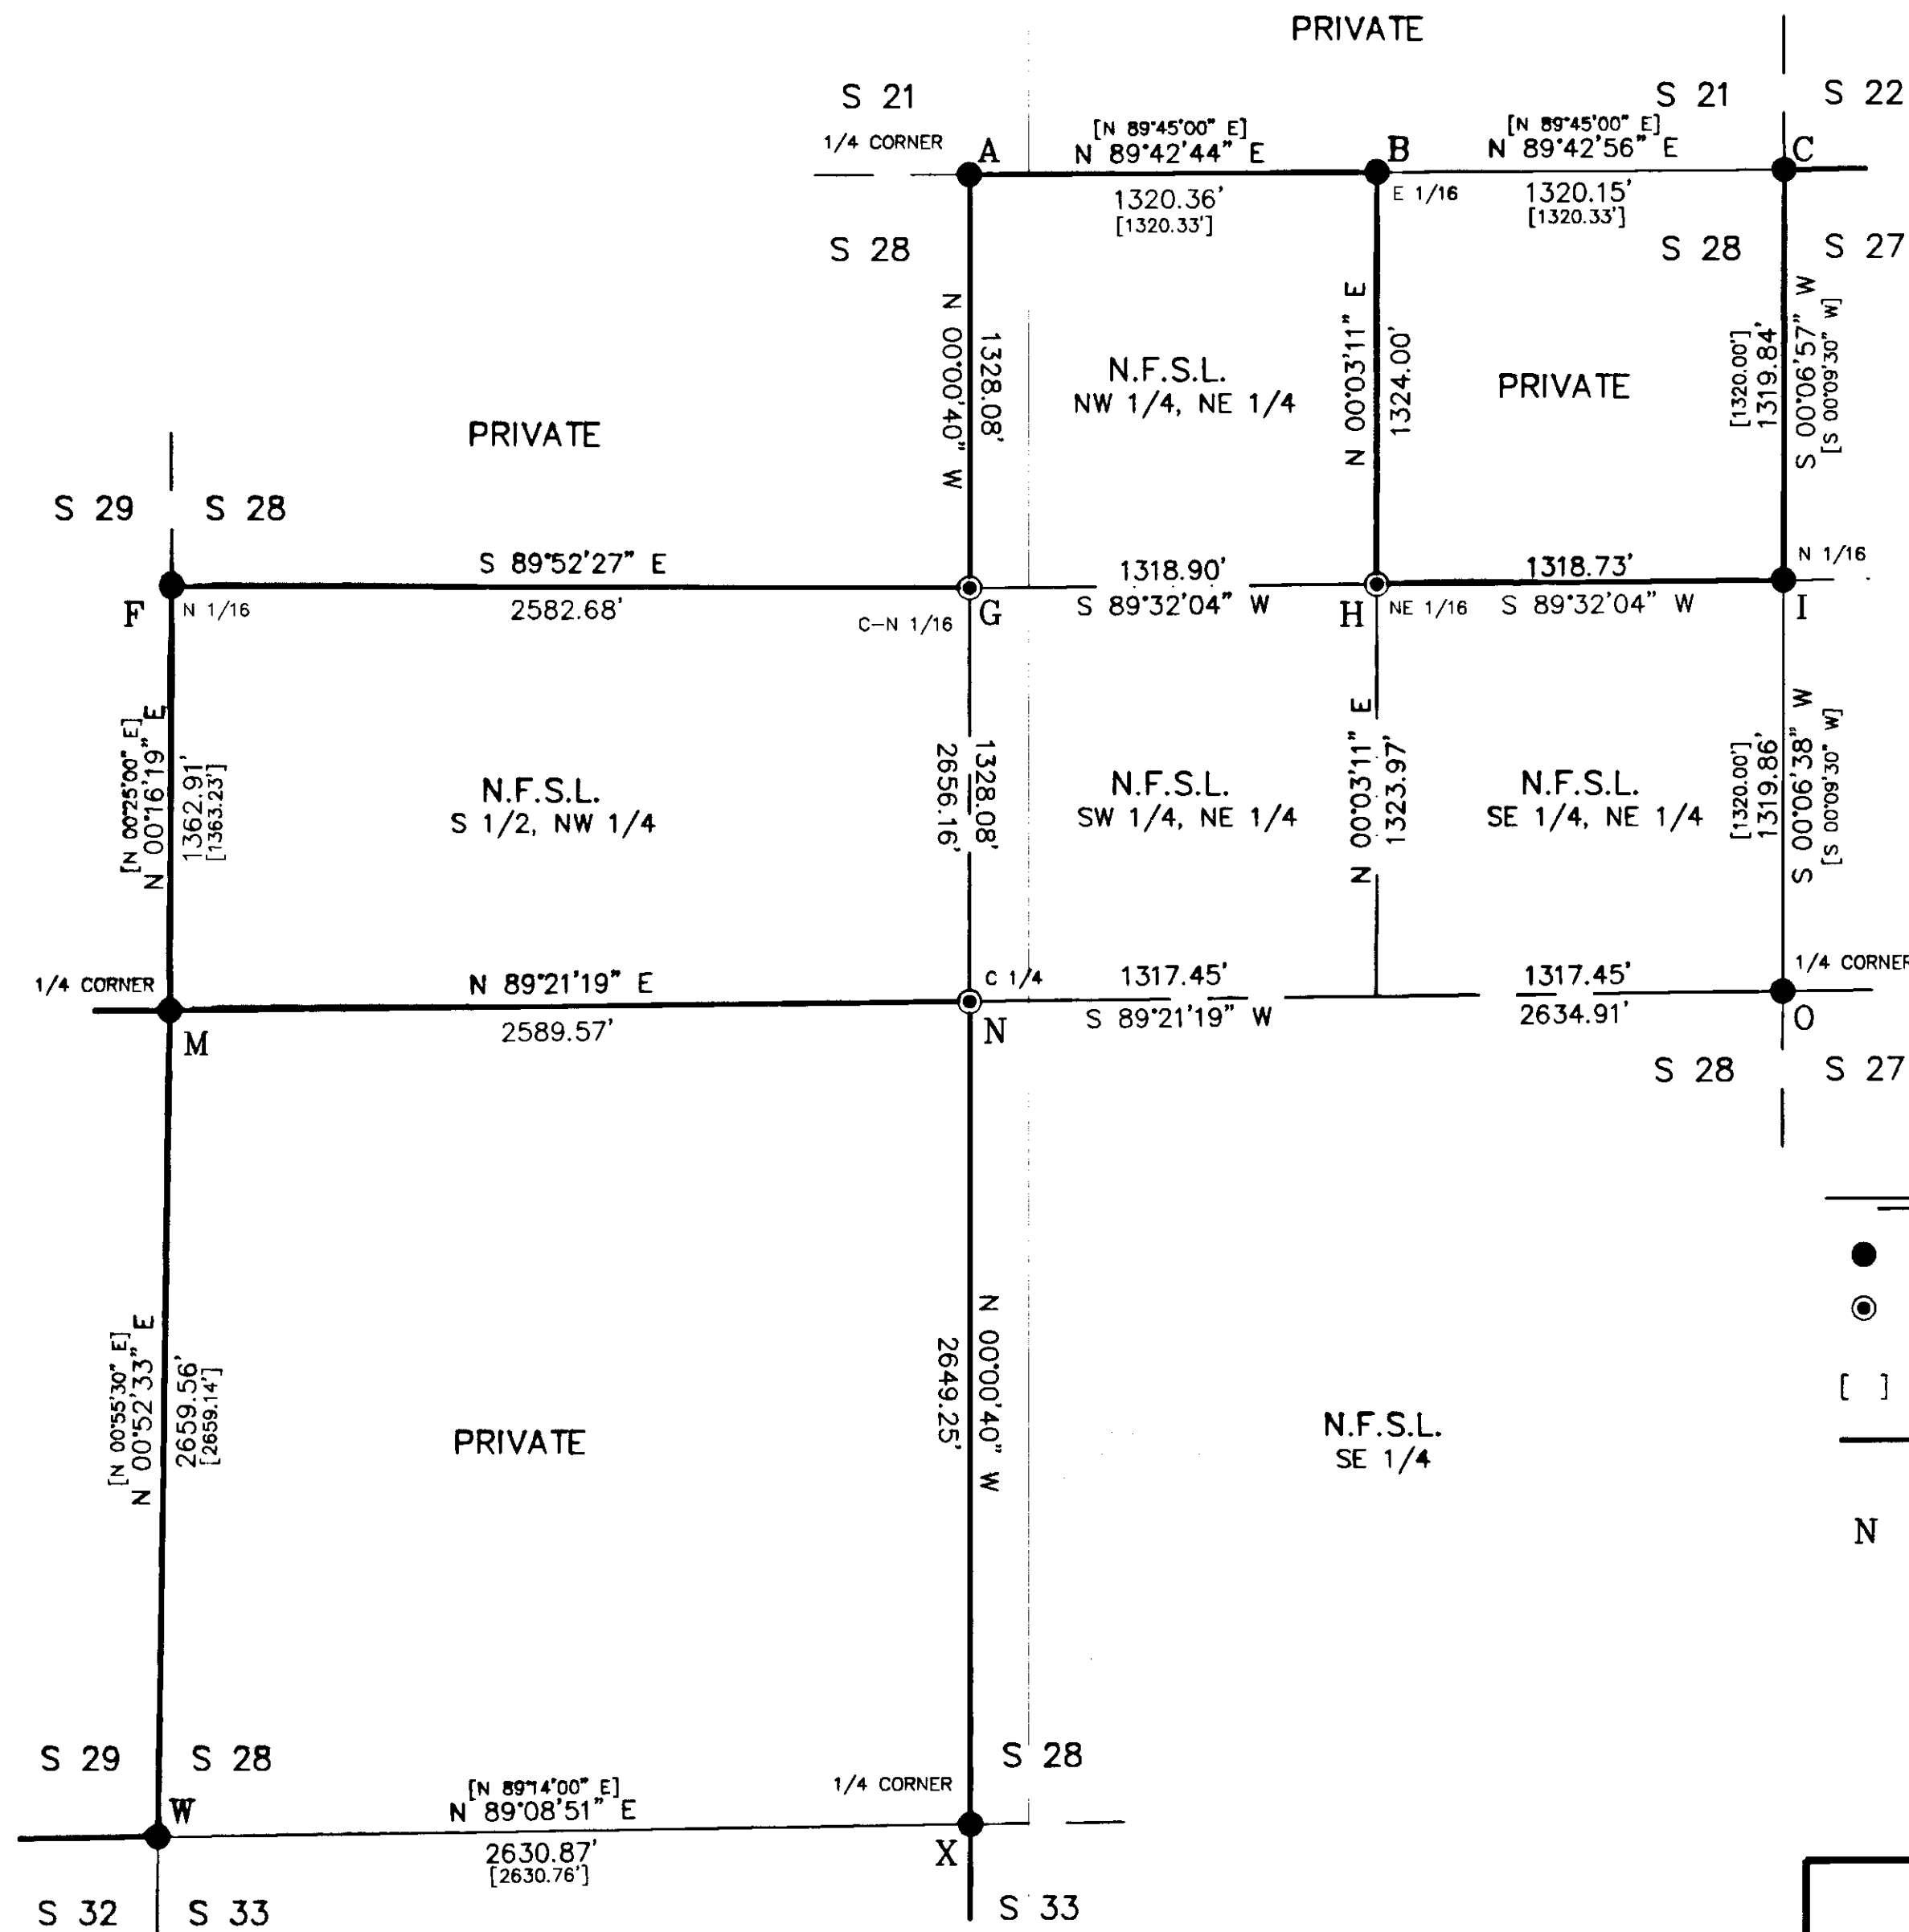 PRIVATE
S 21
S 21
S 22
1/4 CORNER
A
[N 89°45'00" E]
N 89°42'44" E
B
[N 89°45'00" E]
N 89°42'56" E
C
1320.36'
[1320.33']
E 1/16
1320.15'
[1320.33']
S 28
S 28
S 27
N 00°00'40" W
1328.08'
N.F.S.L.
NW 1/4, NE 1/4
N 00°03'11" E
1324.00'
PRIVATE
[1320.00']
1319.84'
S 00°06'57" W
[S 00°09'30" W]
PRIVATE
S 29
S 28
S 89°52'27" E
2582.68'
F
N 1/16
C-N 1/16
G
1318.90'
S 89°32'04" W
H
NE 1/16
1318.73'
S 89°32'04" W
N 1/16
I
[N 00°25'00" E]
N 00°16'19" E
1362.91'
[1363.23']
N.F.S.L.
S 1/2, NW 1/4
2656.16'
1328.08'
N.F.S.L.
SW 1/4, NE 1/4
N 00°03'11" E
1323.97'
N.F.S.L.
SE 1/4, NE 1/4
[1320.00']
1319.86'
S 00°06'38" W
[S 00°09'30" W]
1/4 CORNER
M
N 89°21'19" E
2589.57'
C 1/4
N
1317.45'
S 89°21'19" W
1317.45'
2634.91'
1/4 CORNER
O
S 28
S 27
[N 00°55'30" E]
N 00°52'33" E
2659.56'
[2659.14']
PRIVATE
2649.25'
N 00°00'40" W
N.F.S.L.
SE 1/4
[ ]
N
S 29
S 28
W
[N 89°14'00" E]
N 89°08'51" E
2630.87'
[2630.76']
1/4 CORNER
S 28
X
S 32
S 33
S 33